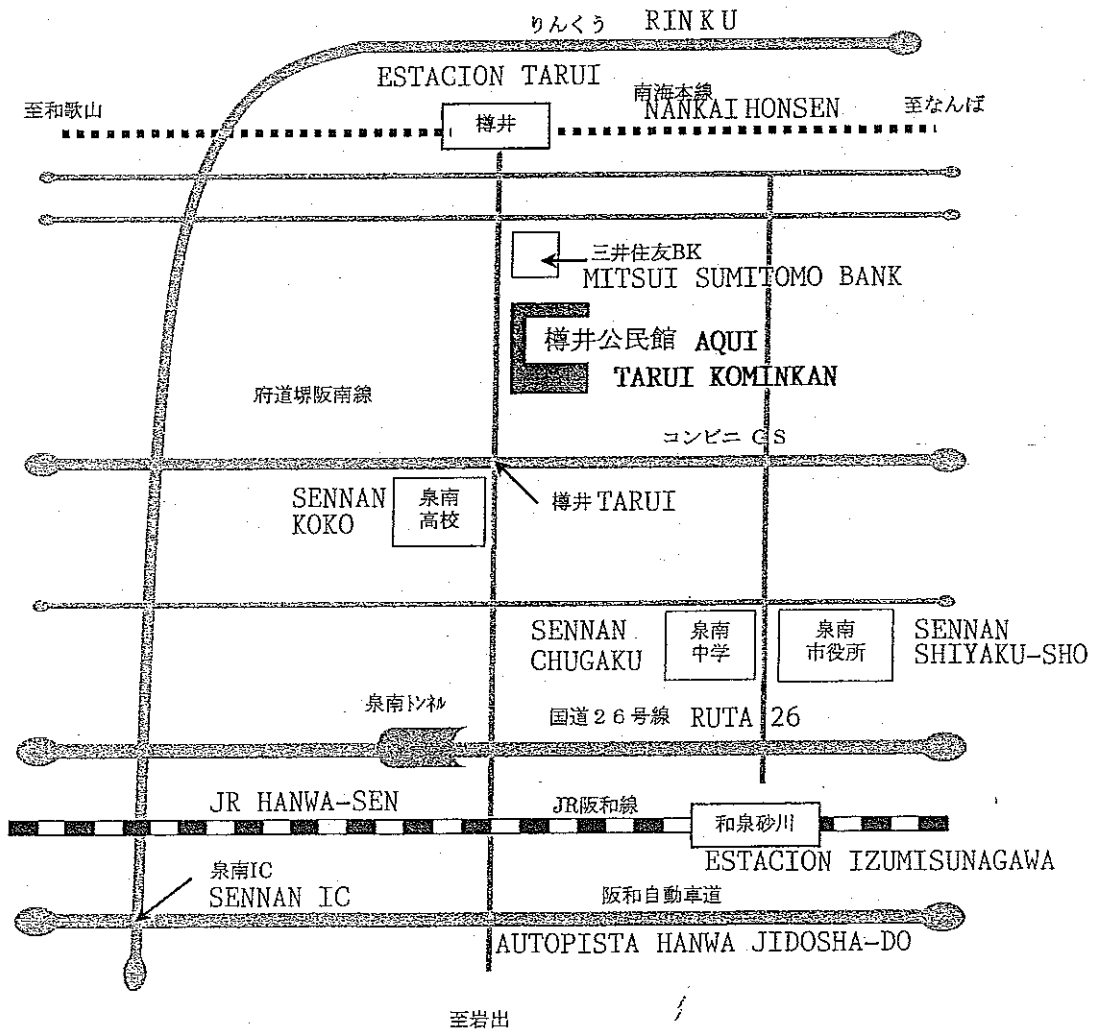 りんくう RINKU
ESTACION TARUI
至和歌山
南海本線
NANKAI HONSEN
至なんば
樽井
三井住友BK
MITSUI SUMITOMO BANK
樽井公民館 AQUI
TARUI KOMINKAN
府道堺阪南線
コンビニ CS
樽井 TARUI
SENNAN
KOKO
泉南
高校
SENNAN
CHUGAKU
泉南
中学
泉南
市役所
SENNAN
SHIYAKU-SHO
泉南トンネル
国道26号線 RUTA 26
JR HANWA-SEN
JR阪和線
和泉砂川
ESTACION IZUMISUNAGAWA
泉南IC
SENNAN IC
阪和自動車道
AUTOPISTA HANWA JIDOSHA-DO
至岩出